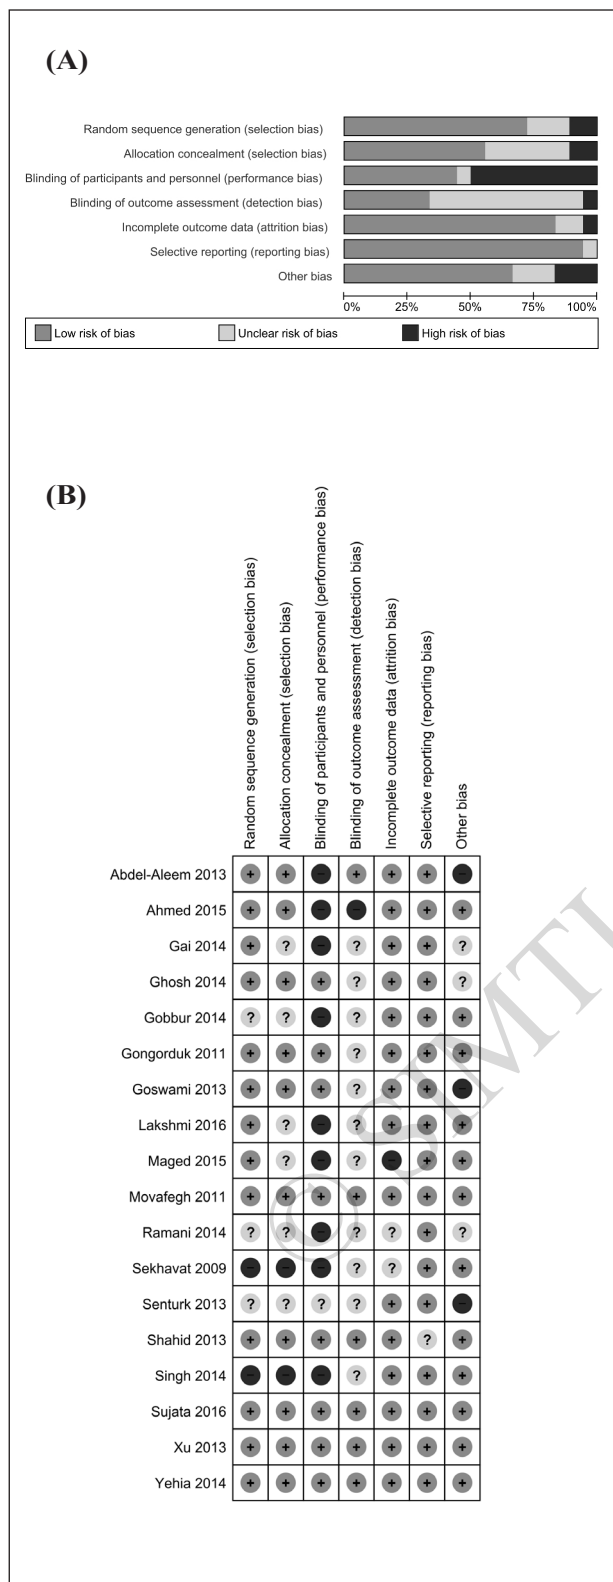 (A)
Random sequence generation (selection bias)
Allocation concealment (selection bias)
Blinding of participants and personnel (performance bias)
Blinding of outcome assessment (detection bias)
Incomplete outcome data (attrition bias)
Selective reporting (reporting bias)
Other bias
0% 25% 50% 75% 100%
Low risk of bias Unclear risk of bias High risk of bias
(B)
Random sequence generation (selection bias)
Allocation concealment (selection bias)
Blinding of participants and personnel (performance bias)
Blinding of outcome assessment (detection bias)
Incomplete outcome data (attrition bias)
Selective reporting (reporting bias)
Other bias
Abdel-Aleem 2013 + + - + + + -
Ahmed 2015 + + - - + + +
Gai 2014 + ? - ? + + ?
Ghosh 2014 + + + ? + + ?
Gobbur 2014 ? ? - ? + + +
Gongorduk 2011 + + + ? + + +
Goswami 2013 + + + ? + + -
Lakshmi 2016 + ? - ? + + +
Maged 2015 + ? - ? - + +
Movafegh 2011 + + + + + + +
Ramani 2014 ? ? - ? ? + ?
Sekhavat 2009 - - - ? ? + +
Senturk 2013 ? ? ? ? + + -
Shahid 2013 + + + + + ? +
Singh 2014 - - - ? + + +
Sujata 2016 + + + + + + +
Xu 2013 + + + + + + +
Yehia 2014 + + + + + + +
© SIMTI